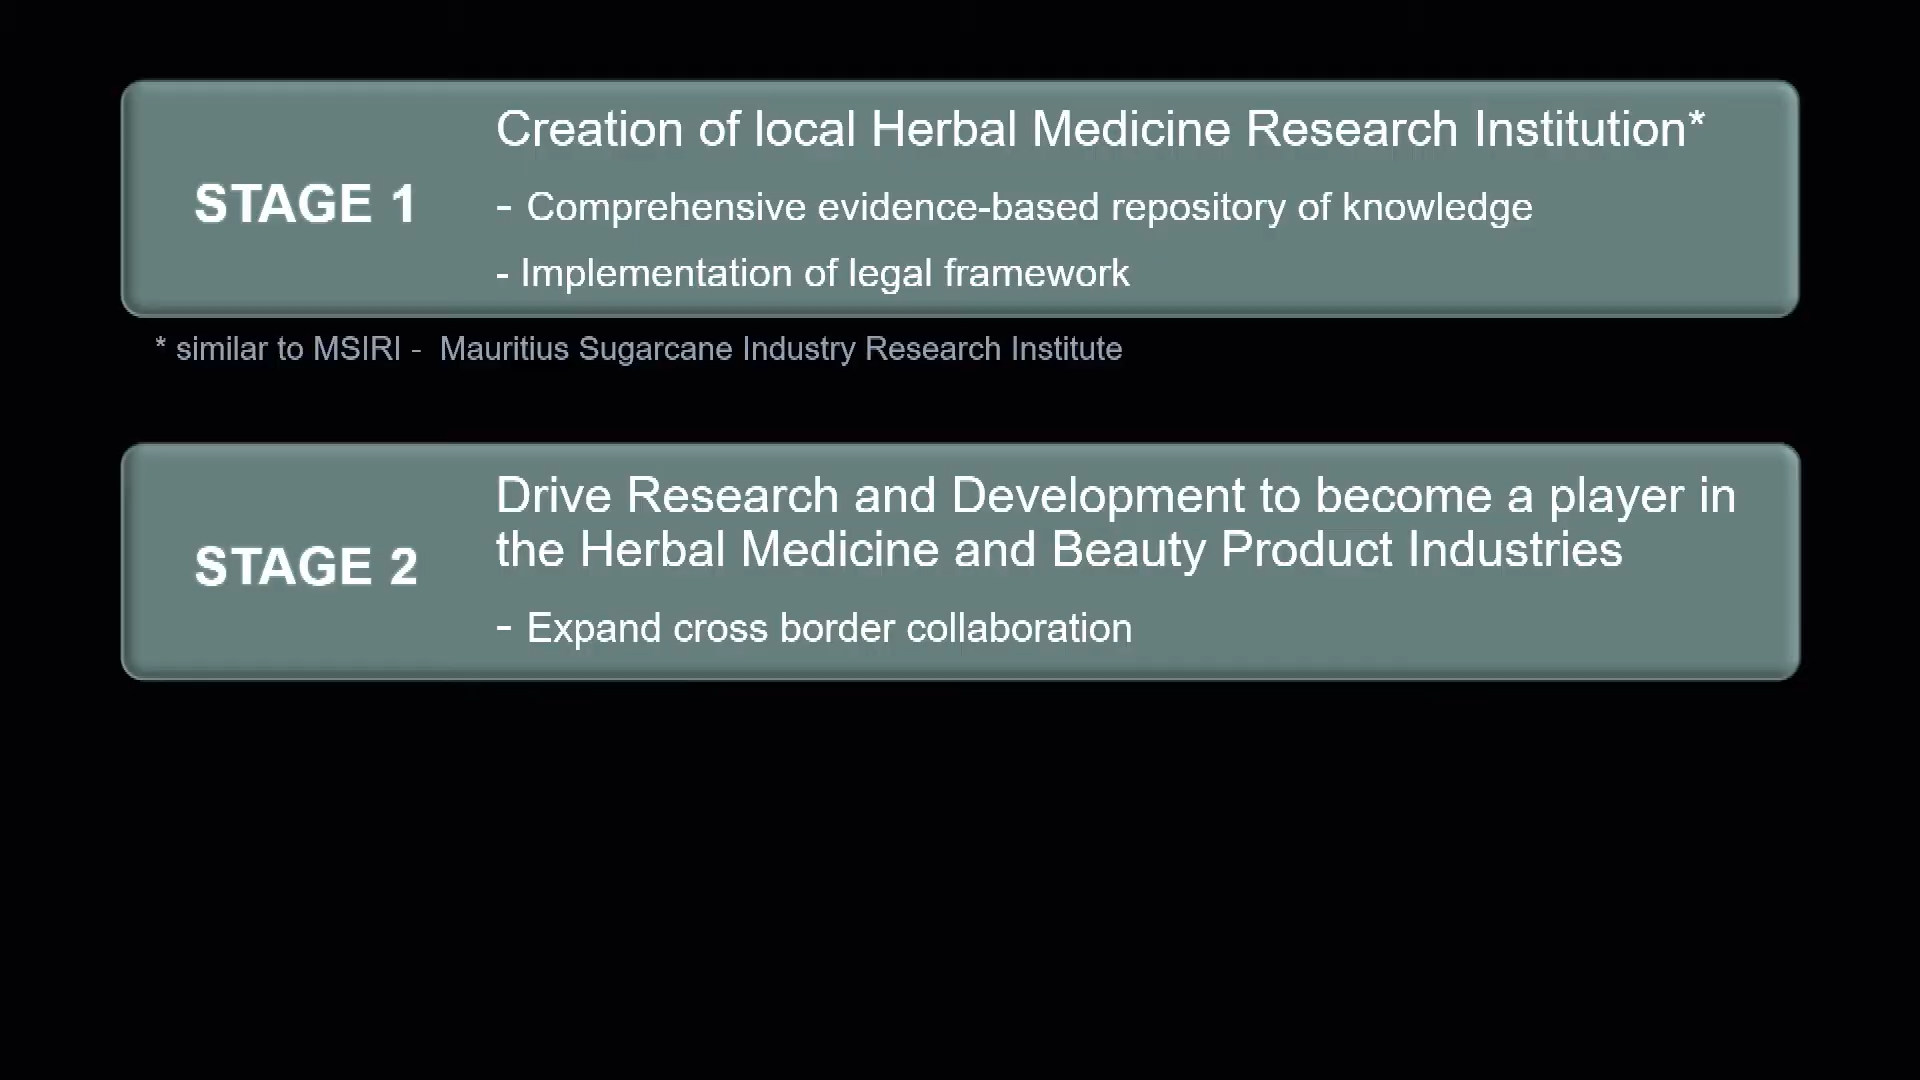 Creation of local Herbal Medicine Research Institution*
STAGE 1
- Comprehensive evidence-based repository of knowledge
- Implementation of legal framework
* similar to MSIRI - Mauritius Sugarcane Industry Research Institute
Drive Research and Development to become a player in
the Herbal Medicine and Beauty Product Industries
STAGE 2
- Expand cross border collaboration